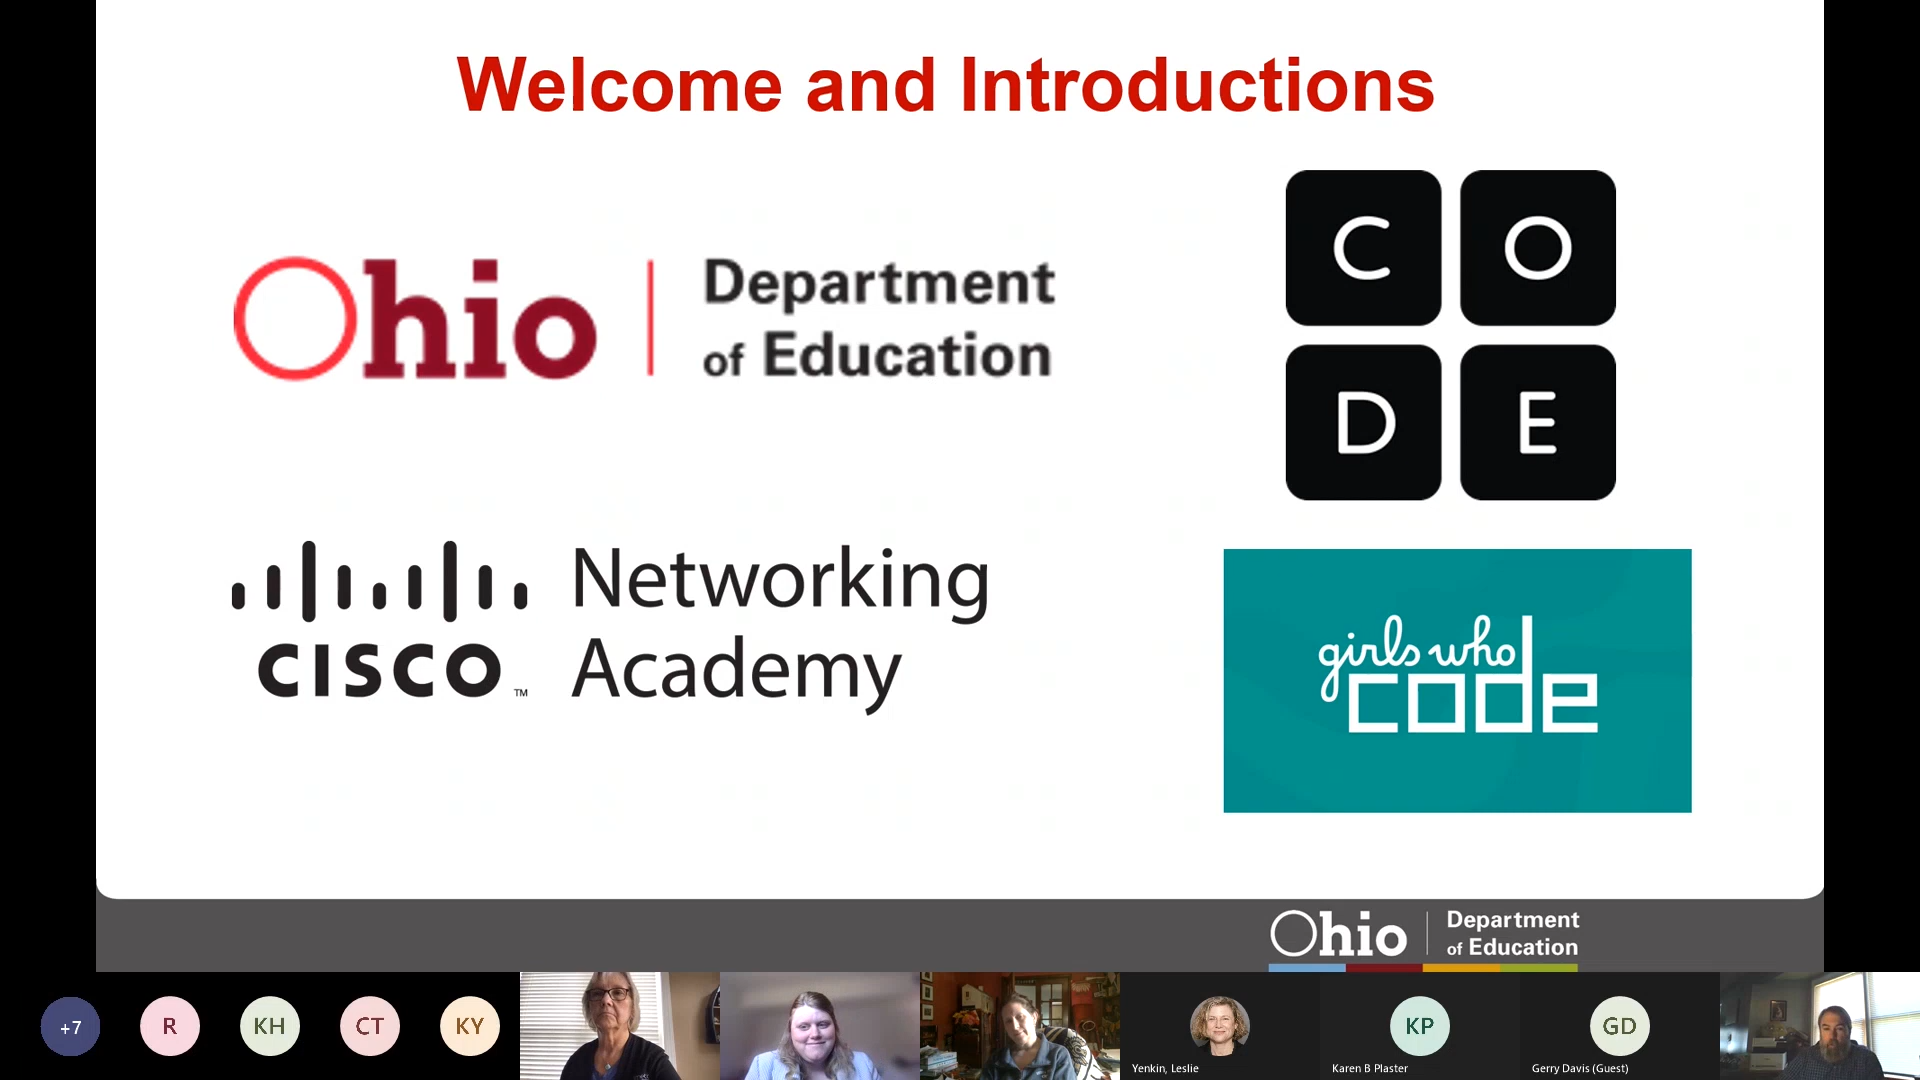 Welcome and Introductions
Ohio
Department
of Education
C O
D E
CISCO™
Networking
Academy
girls who
code
Ohio
Department
of Education
+7
R
KH
CT
KY
Yenkin, Leslie
KP
Karen B Plaster
GD
Gerry Davis (Guest)